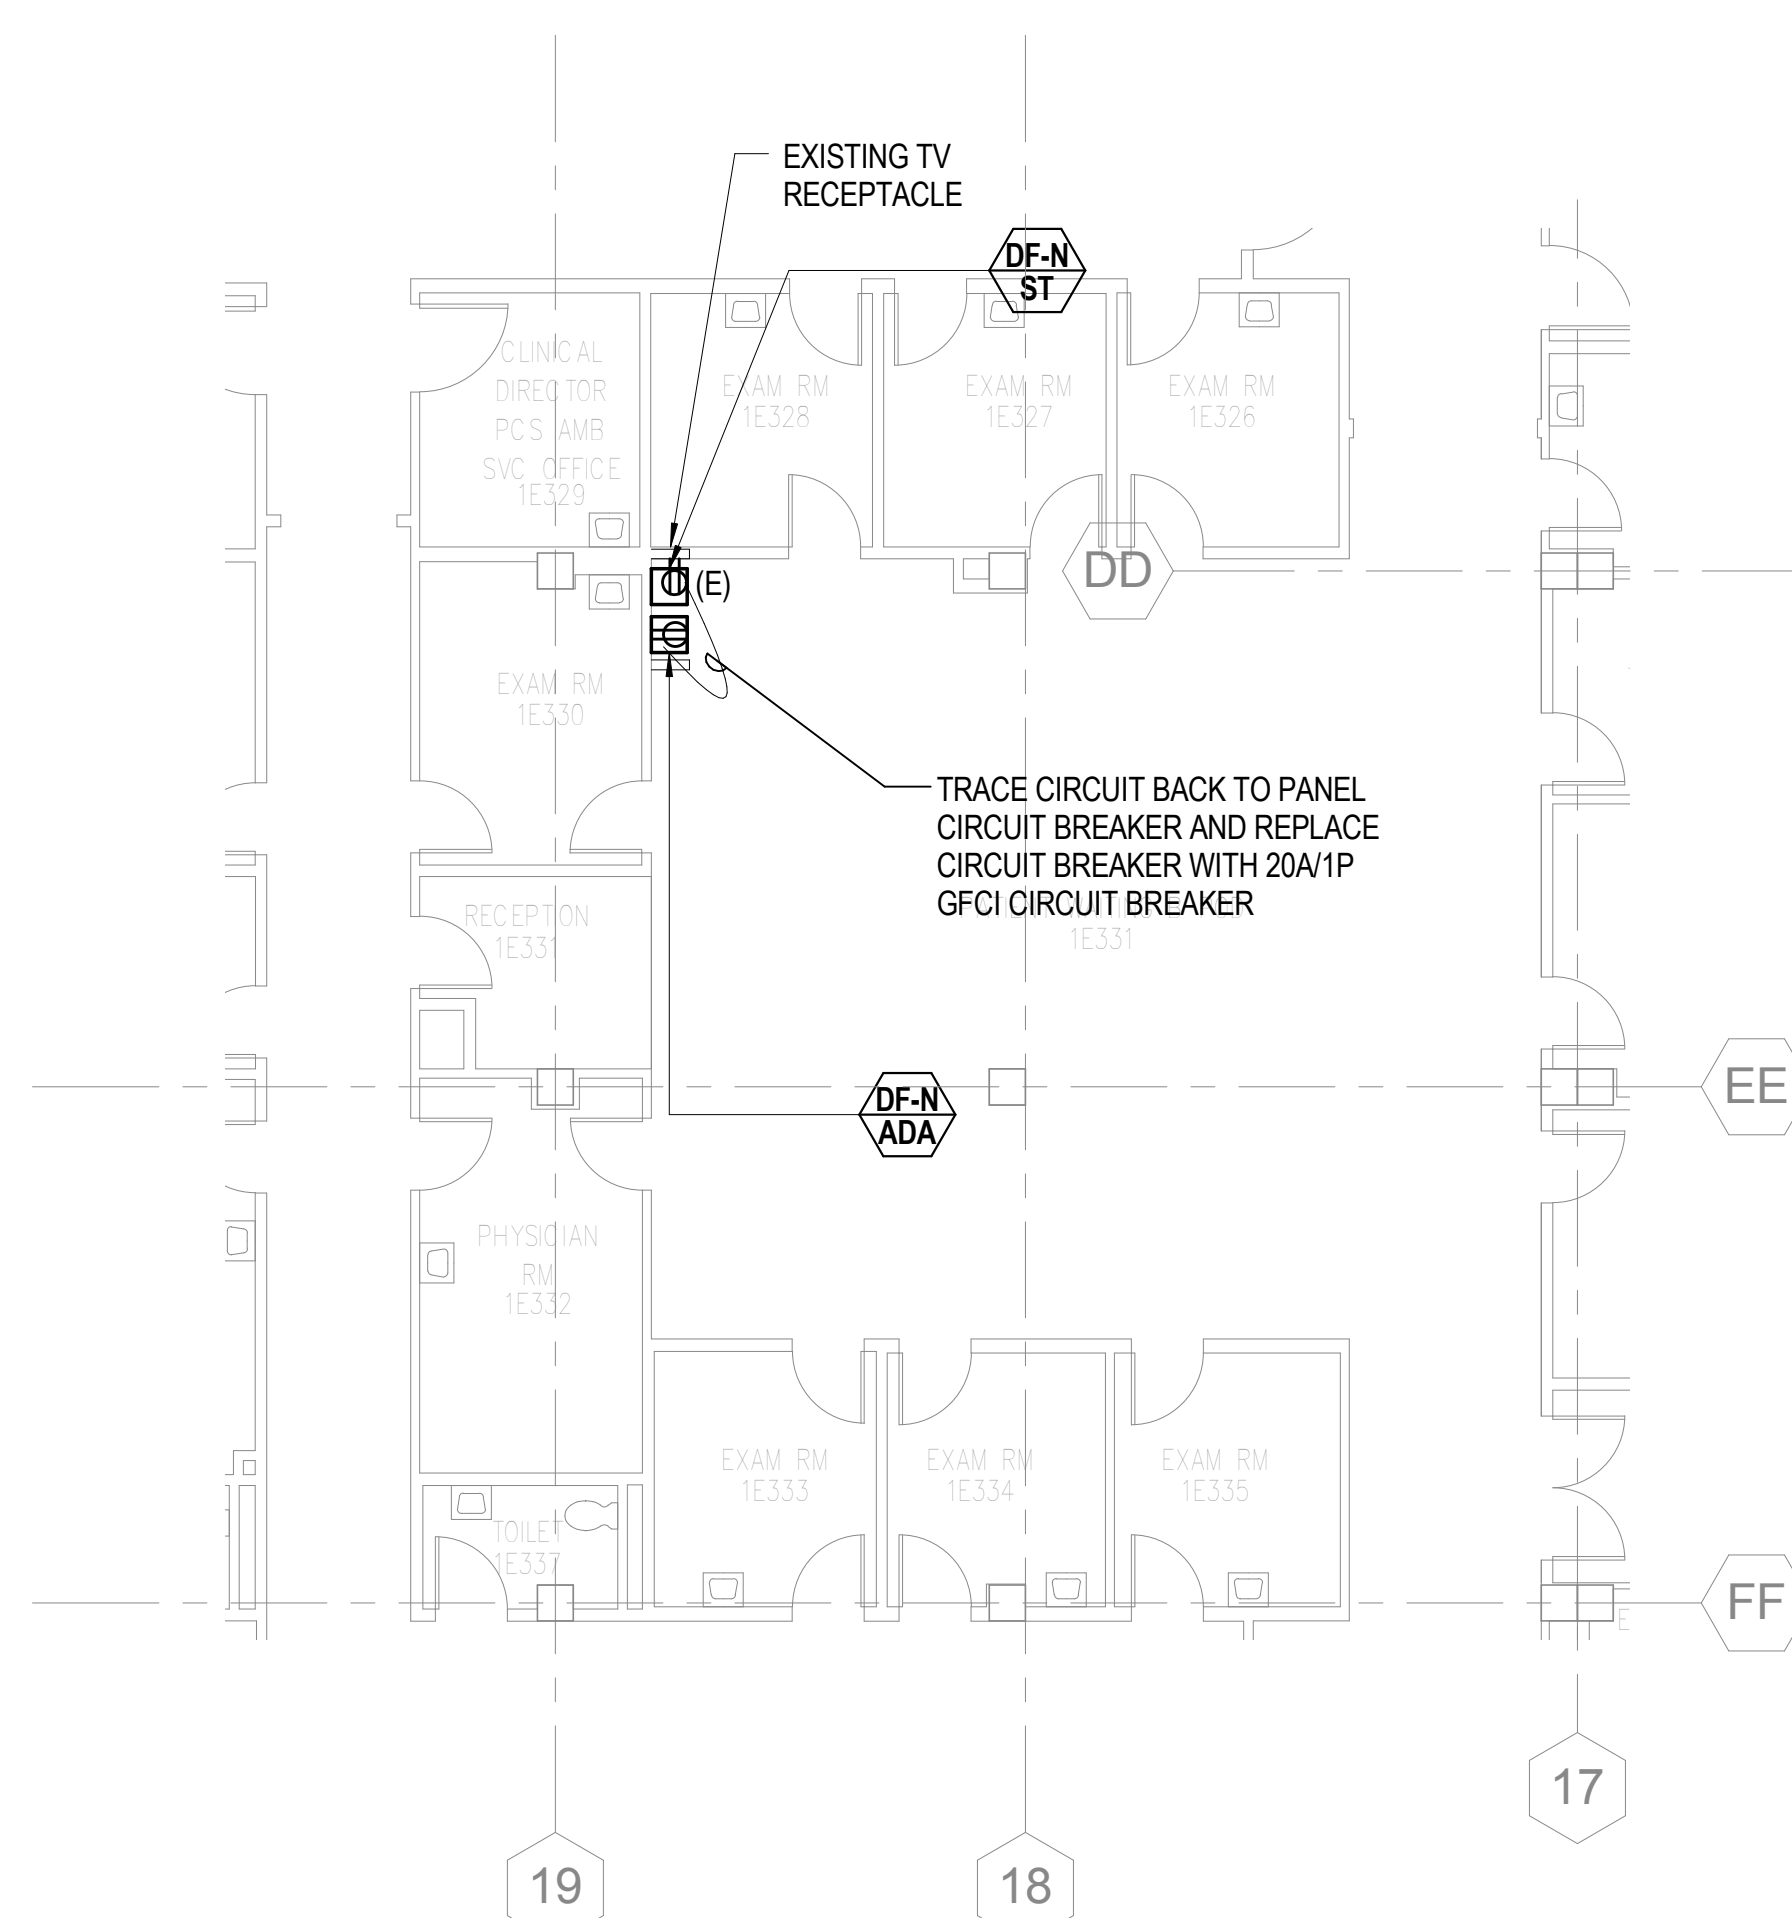 EXISTING TV
RECEPTACLE
DF-N
ST
CLINICAL
DIRECTOR
PCS AMB
SVC OFFICE
1E329
EXAM RM
1E328
EXAM RM
1E327
EXAM RM
1E326
DD
(E)
EXAM RM
1E330
TRACE CIRCUIT BACK TO PANEL
CIRCUIT BREAKER AND REPLACE
CIRCUIT BREAKER WITH 20A/1P
GFCI CIRCUIT BREAKER
PATIENT WAITING
1E331
RECEPTION
1E331
EE
DF-N
ADA
PHYSICIAN
RM
1E332
EXAM RM
1E333
EXAM RM
1E334
EXAM RM
1E335
TOILET
1E337
FF
E
17
19
18